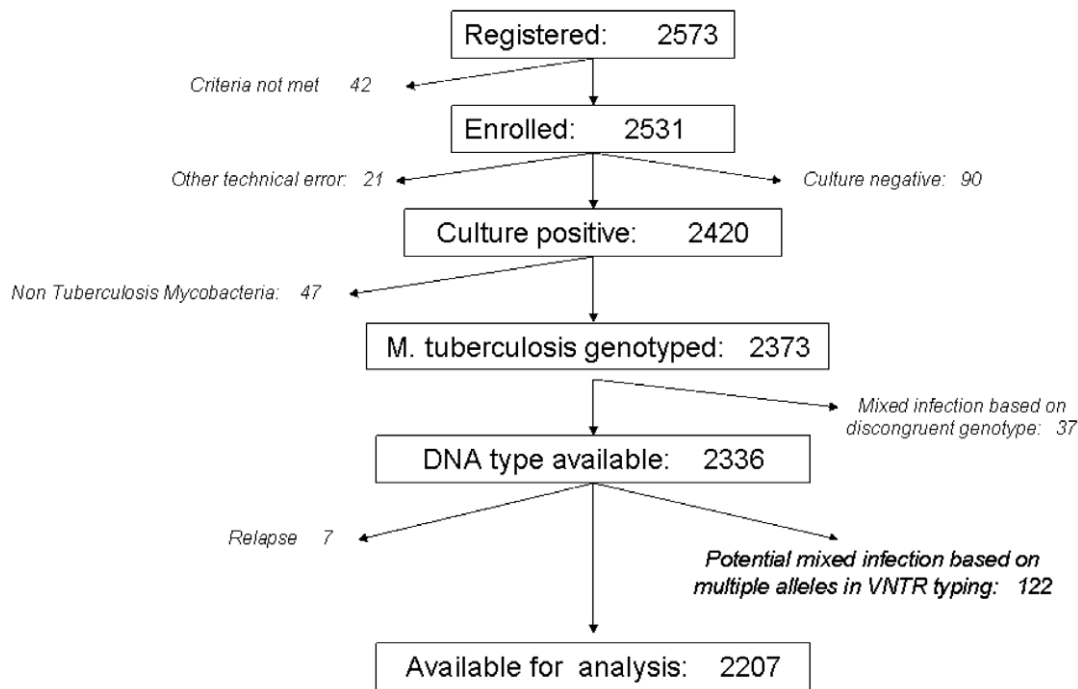 Registered: 2573
Criteria not met 42
Enrolled: 2531
Other technical error: 21
Culture negative: 90
Culture positive: 2420
Non Tuberculosis Mycobacteria: 47
M. tuberculosis genotyped: 2373
Mixed infection based on
discongruent genotype: 37
DNA type available: 2336
Relapse 7
Potential mixed infection based on
multiple alleles in VNTR typing: 122
Available for analysis: 2207